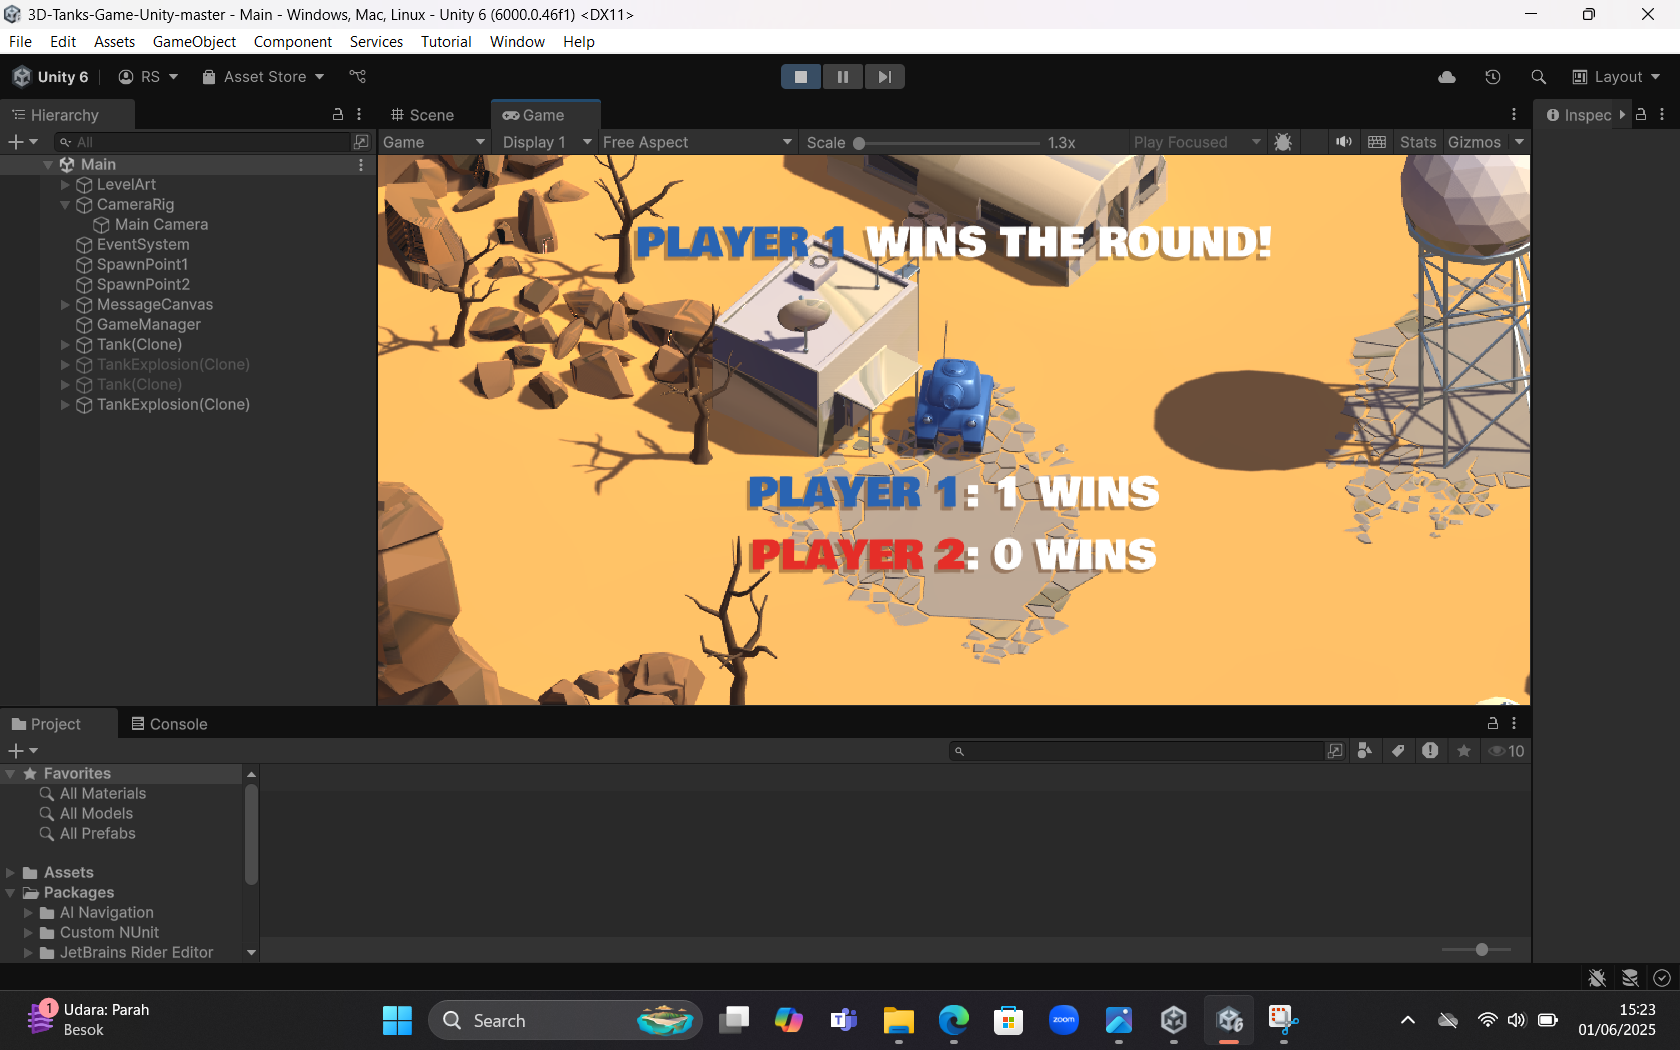 3D-Tanks-Game-Unity-master - Main - Windows, Mac, Linux - Unity 6 (6000.0.46f1) <DX11>
File Edit Assets GameObject Component Services Tutorial Window Help
Unity 6 RS Asset Store Layout
Hierarchy Scene Game Inspec
All Game Display 1 Free Aspect Scale 1.3x Play Focused Stats Gizmos
Main
LevelArt
CameraRig
Main Camera
EventSystem
SpawnPoint1
SpawnPoint2
MessageCanvas
GameManager
Tank(Clone)
TankExplosion(Clone)
Tank(Clone)
TankExplosion(Clone)
PLAYER 1 WINS THE ROUND!
PLAYER 1: 1 WINS
PLAYER 2: 0 WINS
Project Console
10
Favorites
All Materials
All Models
All Prefabs
Assets
Packages
AI Navigation
Custom NUnit
JetBrains Rider Editor
1 Udara: Parah
Besok
Search
zoom
6
15:23
01/06/2025